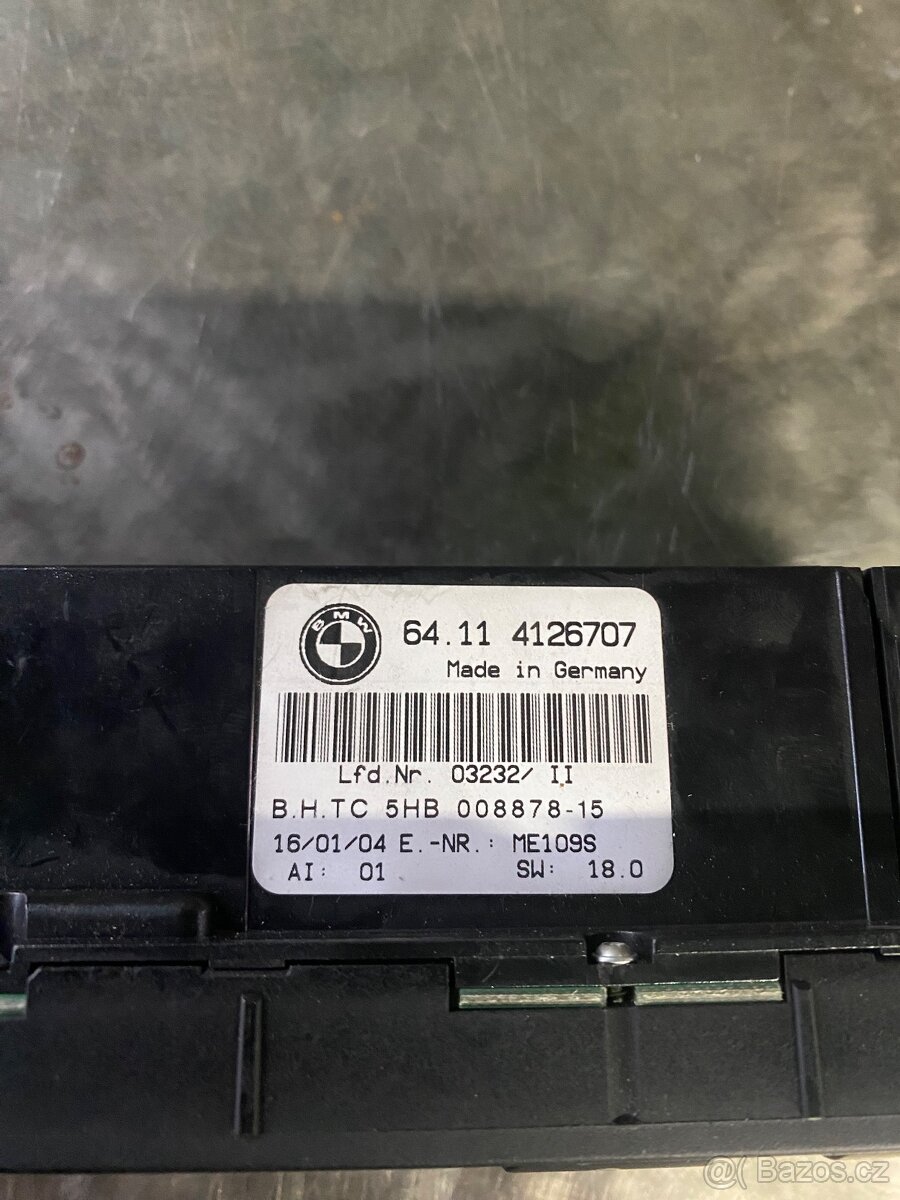 BMW
64.11 4126707
Made in Germany
Lfd.Nr. 03232/ II
B.H.TC 5HB 008878-15
16/01/04 E.-NR.: ME109S
AI: 01 SW: 18.0
@( Bazos.cz